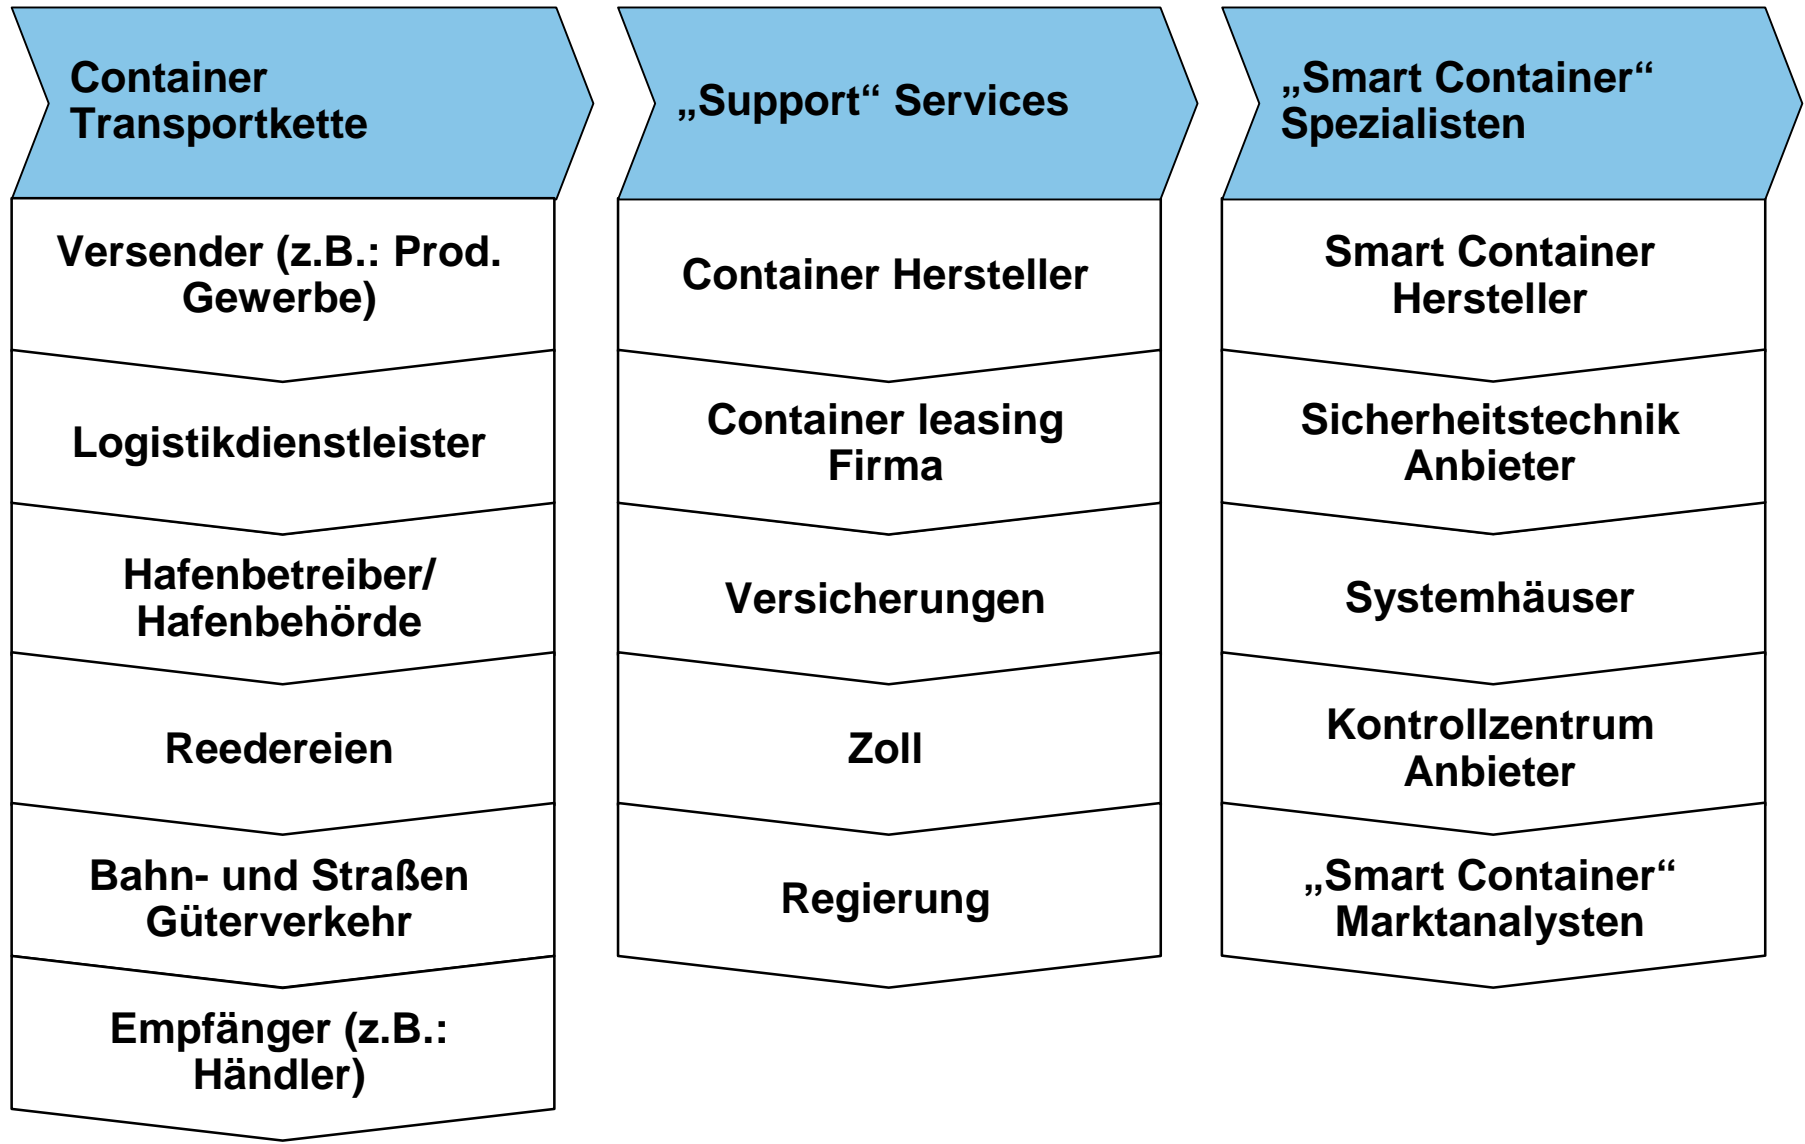 Container
Transportkette
Versender (z.B.: Prod.
Gewerbe)
Logistikdienstleister
Hafenbetreiber/
Hafenbehörde
Reedereien
Bahn- und Straßen
Güterverkehr
Empfänger (z.B.:
Händler)
„Support“ Services
Container Hersteller
Container leasing
Firma
Versicherungen
Zoll
Regierung
„Smart Container“
Spezialisten
Smart Container
Hersteller
Sicherheitstechnik
Anbieter
Systemhäuser
Kontrollzentrum
Anbieter
„Smart Container“
Marktanalysten